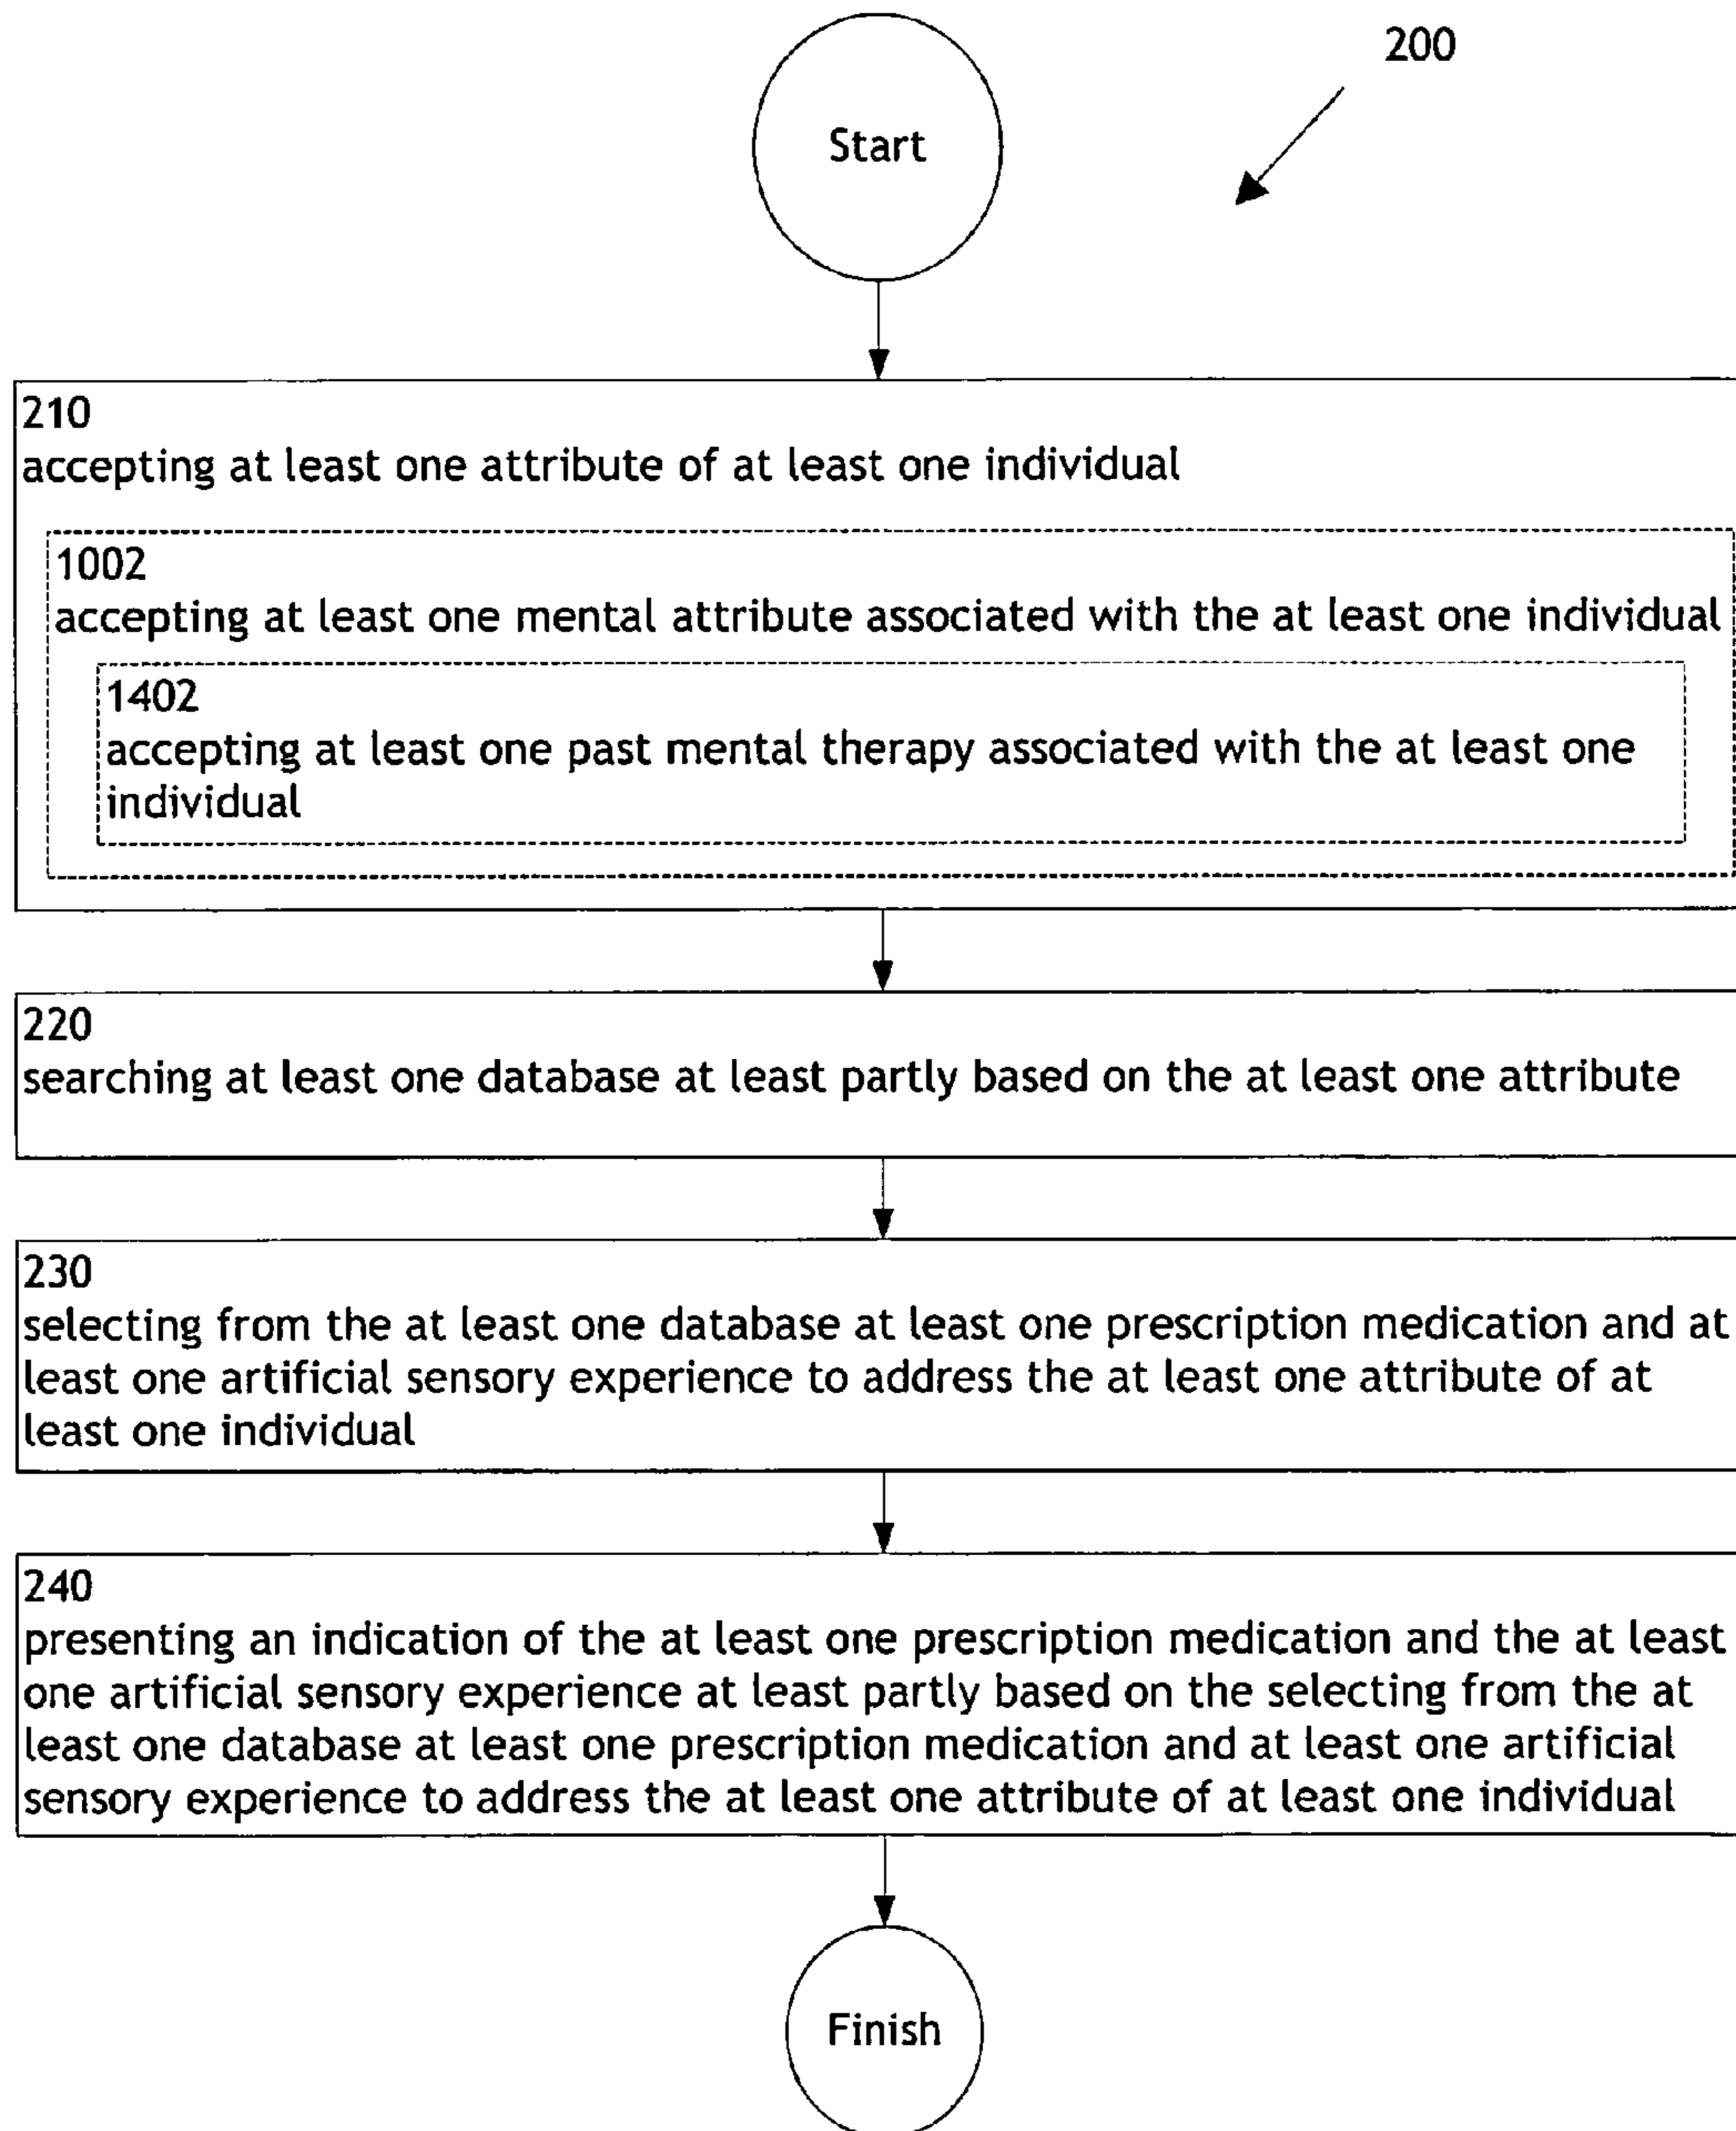 200
Start
210
accepting at least one attribute of at least one individual
1002
accepting at least one mental attribute associated with the at least one individual
1402
accepting at least one past mental therapy associated with the at least one
individual
220
searching at least one database at least partly based on the at least one attribute
230
selecting from the at least one database at least one prescription medication and at
least one artificial sensory experience to address the at least one attribute of at
least one individual
240
presenting an indication of the at least one prescription medication and the at least
one artificial sensory experience at least partly based on the selecting from the at
least one database at least one prescription medication and at least one artificial
sensory experience to address the at least one attribute of at least one individual
Finish